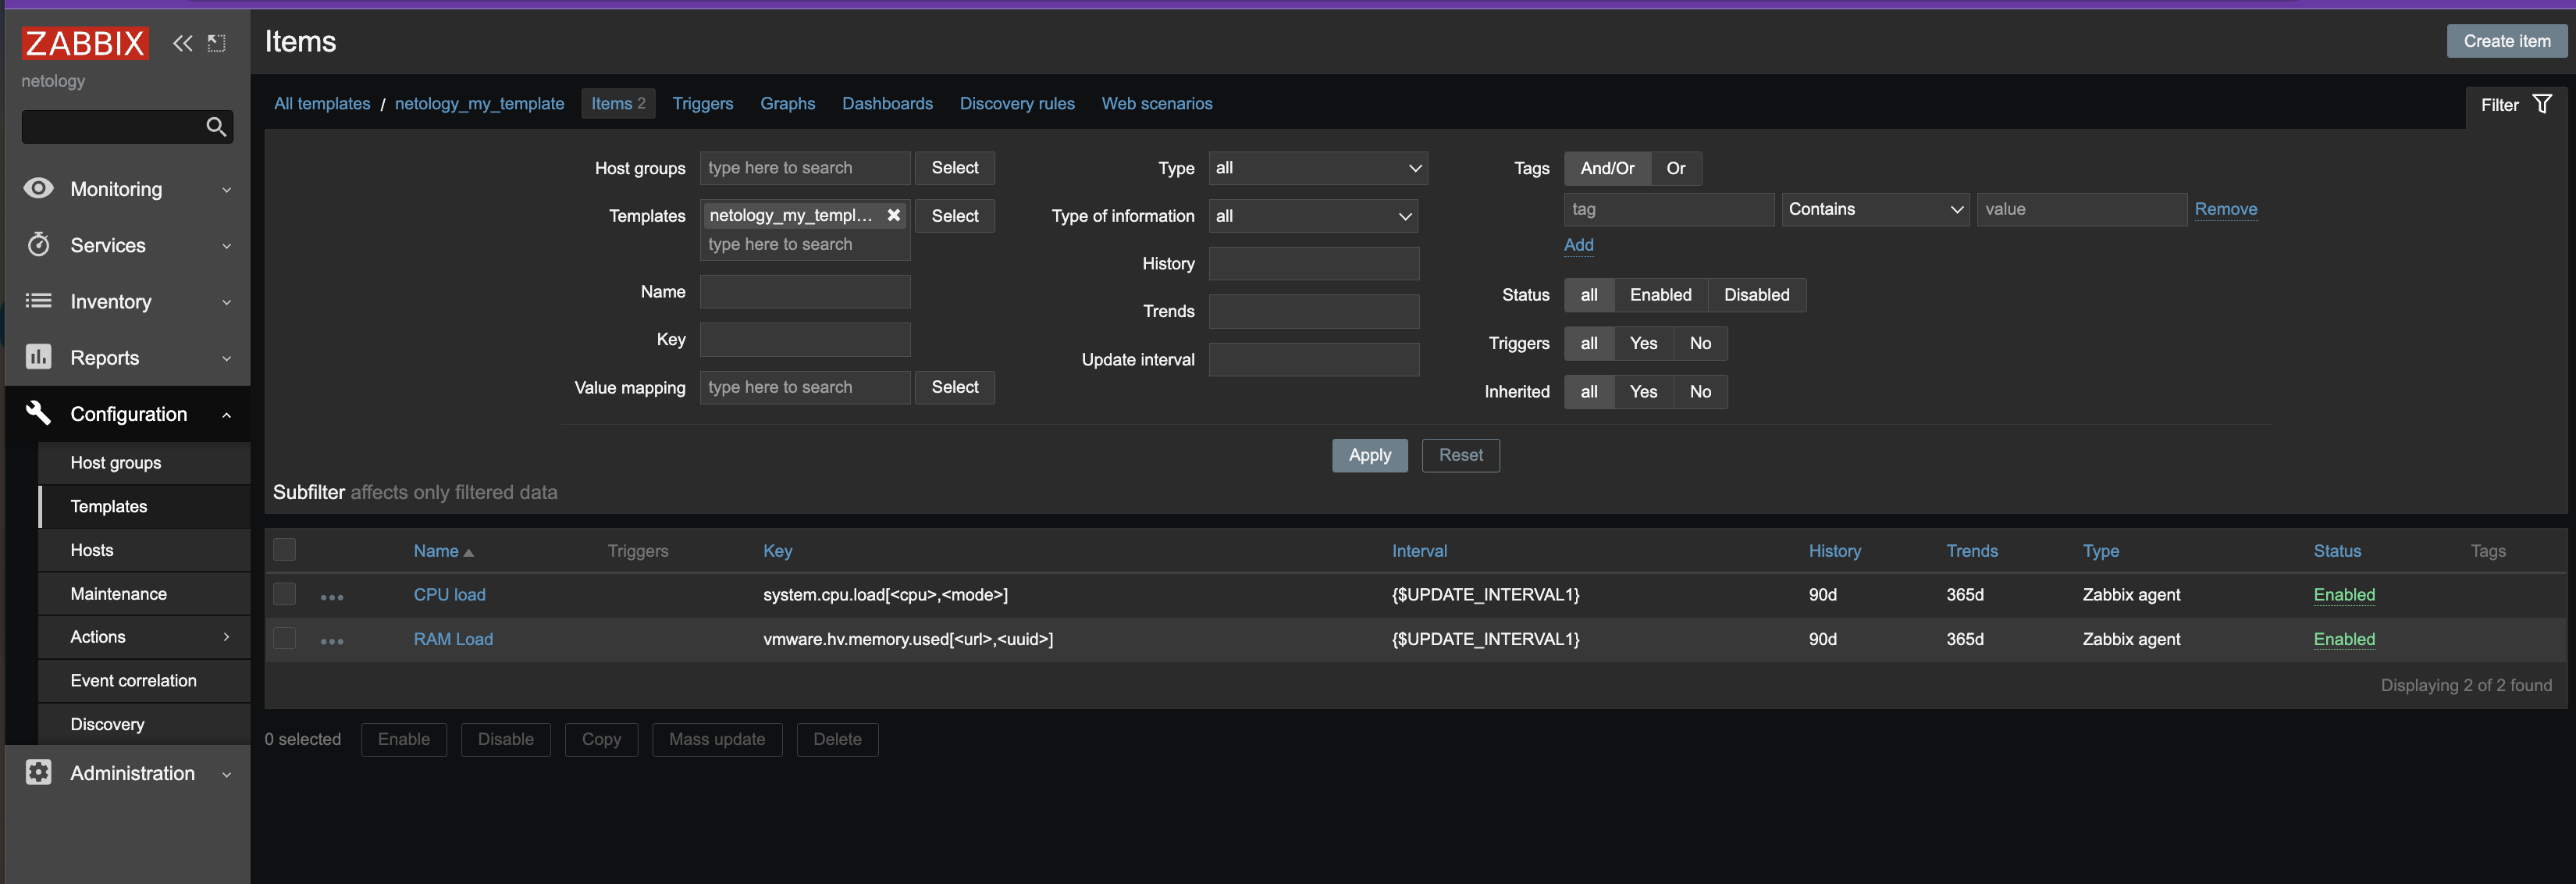 ZABBIX
netology
Monitoring
Services
Inventory
Reports
Configuration
Host groups
Templates
Hosts
Maintenance
Actions
Event correlation
Discovery
Administration
Items
Create item
All templates / netology_my_template Items 2 Triggers Graphs Dashboards Discovery rules Web scenarios
Filter
Host groups type here to search Select
Templates netology_my_templ... Select
type here to search
Name
Key
Value mapping type here to search Select
Type all
Type of information all
History
Trends
Update interval
Tags And/Or Or
tag Contains value Remove
Add
Status all Enabled Disabled
Triggers all Yes No
Inherited all Yes No
Apply Reset
Subfilter affects only filtered data
Name Triggers Key Interval History Trends Type Status Tags
CPU load system.cpu.load[<cpu>,<mode>] {$UPDATE_INTERVAL1} 90d 365d Zabbix agent Enabled
RAM Load vmware.hv.memory.used[<url>,<uuid>] {$UPDATE_INTERVAL1} 90d 365d Zabbix agent Enabled
Displaying 2 of 2 found
0 selected Enable Disable Copy Mass update Delete